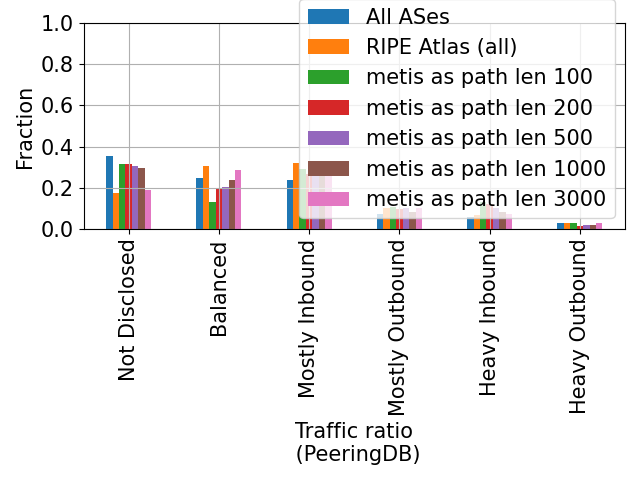 All ASes
RIPE Atlas (all)
metis as path len 100
metis as path len 200
metis as path len 500
metis as path len 1000
metis as path len 3000
Fraction
1.0
0.8
0.6
0.4
0.2
0.0
Not Disclosed
Balanced
Mostly Inbound
Mostly Outbound
Heavy Inbound
Heavy Outbound
Traffic ratio
(PeeringDB)